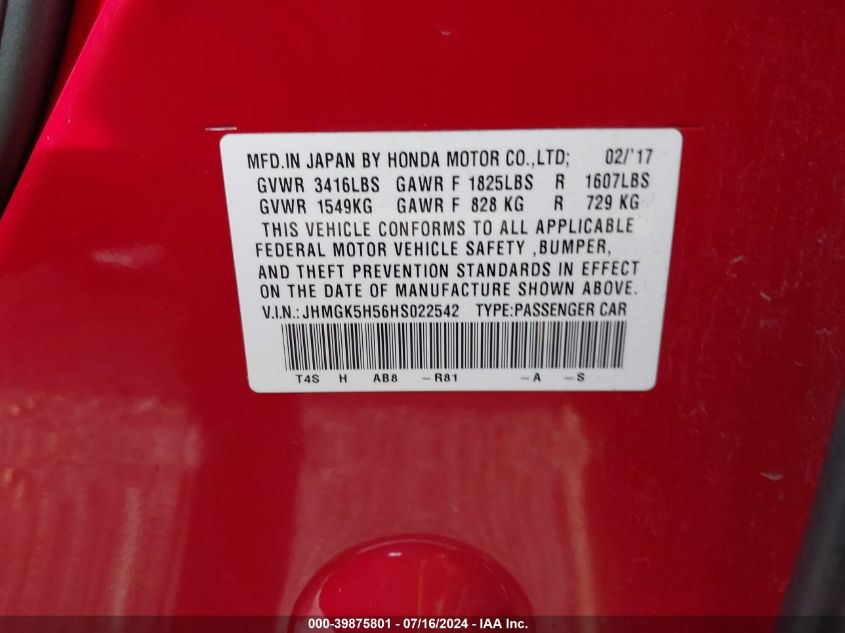 MFD.IN JAPAN BY HONDA MOTOR CO.,LTD; 02/'17
GVWR 3416LBS GAWR F 1825LBS R 1607LBS
GVWR 1549KG GAWR F 828 KG R 729 KG
THIS VEHICLE CONFORMS TO ALL APPLICABLE
FEDERAL MOTOR VEHICLE SAFETY ,BUMPER,
AND THEFT PREVENTION STANDARDS IN EFFECT
ON THE DATE OF MANUFACTURE SHOWN ABOVE.
V.I.N.: JHMGK5H56HS022542 TYPE:PASSENGER CAR
T4S H AB8 -R81 -A -S
000-39875801 - 07/16/2024 - IAA Inc.